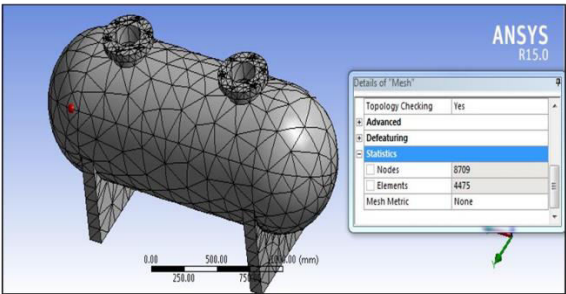 ANSYS
R15.0
Details of "Mesh"
Topology Checking Yes
Advanced
Defeaturing
Statistics
Nodes 8709
Elements 4475
Mesh Metric None
0.00 500.00 (mm)
250.00